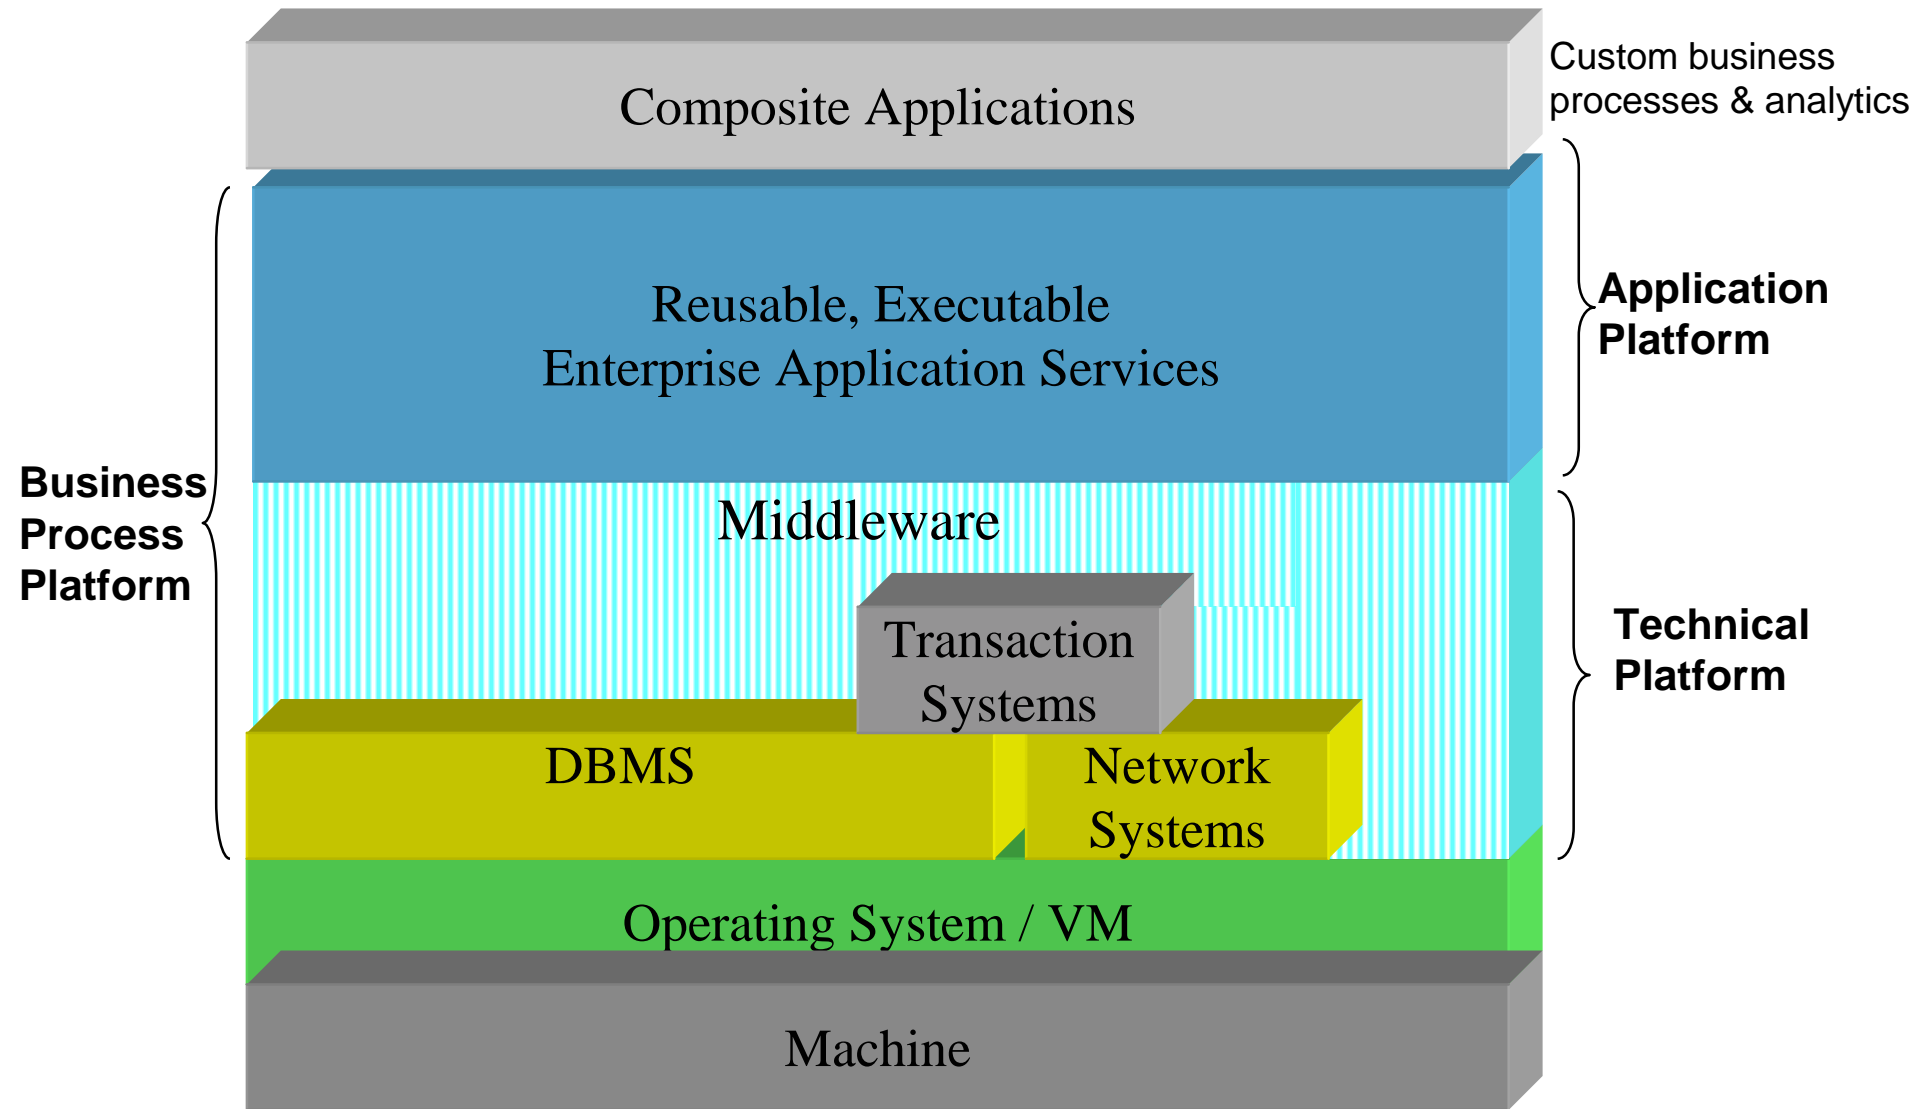 Composite Applications
Custom business
processes & analytics
Reusable, Executable
Enterprise Application Services
Application
Platform
Business
Process
Platform
Middleware
Transaction
Systems
Technical
Platform
DBMS
Network
Systems
Operating System / VM
Machine